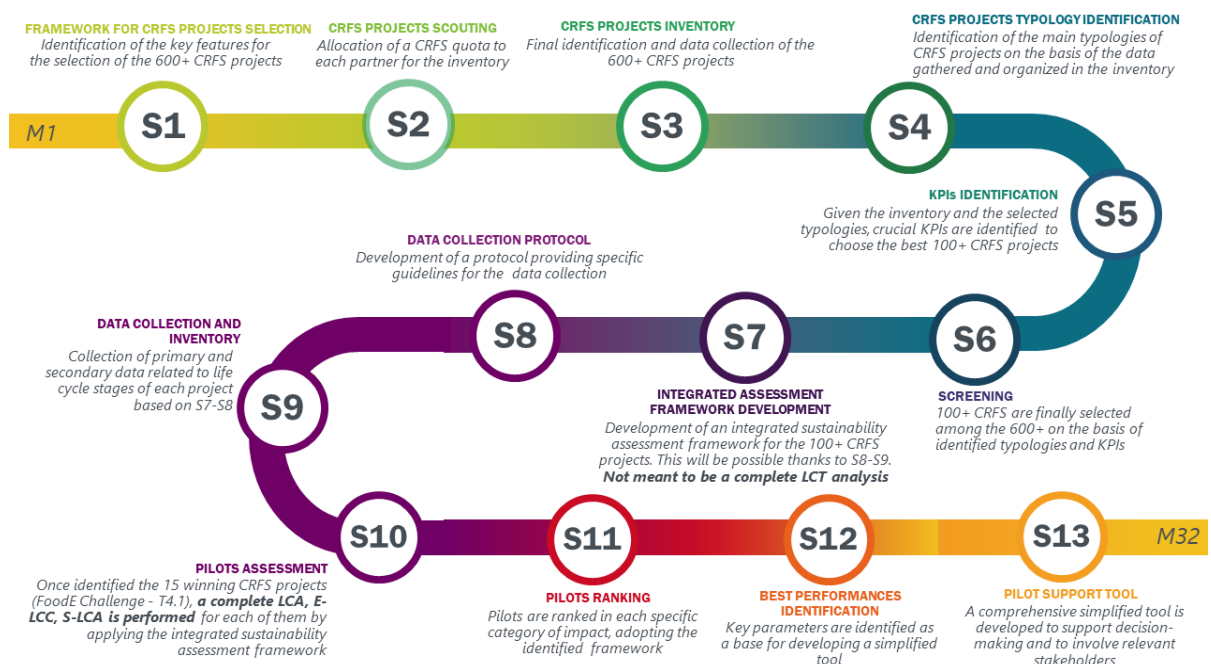 FRAMEWORK FOR CRFS PROJECTS SELECTION
Identification of the key features for
the selection of the 600+ CRFS projects
CRFS PROJECTS SCOUTING
Allocation of a CRFS quota to
each partner for the inventory
CRFS PROJECTS INVENTORY
Final identification and data collection of the
600+ CRFS projects
CRFS PROJECTS TYPOLOGY IDENTIFICATION
Identification of the main typologies of
CRFS projects on the basis of the data
gathered and organized in the inventory
M1
S1
S2
S3
S4
S5
KPIs IDENTIFICATION
Given the inventory and the selected
typologies, crucial KPIs are identified to
choose the best 100+ CRFS projects
S6
SCREENING
100+ CRFS are finally selected
among the 600+ on the basis of
identified typologies and KPIs
S7
INTEGRATED ASSESSMENT
FRAMEWORK DEVELOPMENT
Development of an integrated sustainability
assessment framework for the 100+ CRFS
projects. This will be possible thanks to S8-S9.
Not meant to be a complete LCT analysis
DATA COLLECTION PROTOCOL
Development of a protocol providing specific
guidelines for the data collection
S8
DATA COLLECTION AND
INVENTORY
Collection of primary and
secondary data related to life
cycle stages of each project
based on S7-S8
S9
S10
PILOTS ASSESSMENT
Once identified the 15 winning CRFS projects
(FoodE Challenge - T4.1), a complete LCA, E-
LCC, S-LCA is performed for each of them by
applying the integrated sustainability
assessment framework
S11
PILOTS RANKING
Pilots are ranked in each specific
category of impact, adopting the
identified framework
S12
BEST PERFORMANCES
IDENTIFICATION
Key parameters are identified as
a base for developing a simplified
tool
S13
M32
PILOT SUPPORT TOOL
A comprehensive simplified tool is
developed to support decision-
making and to involve relevant
stakeholders